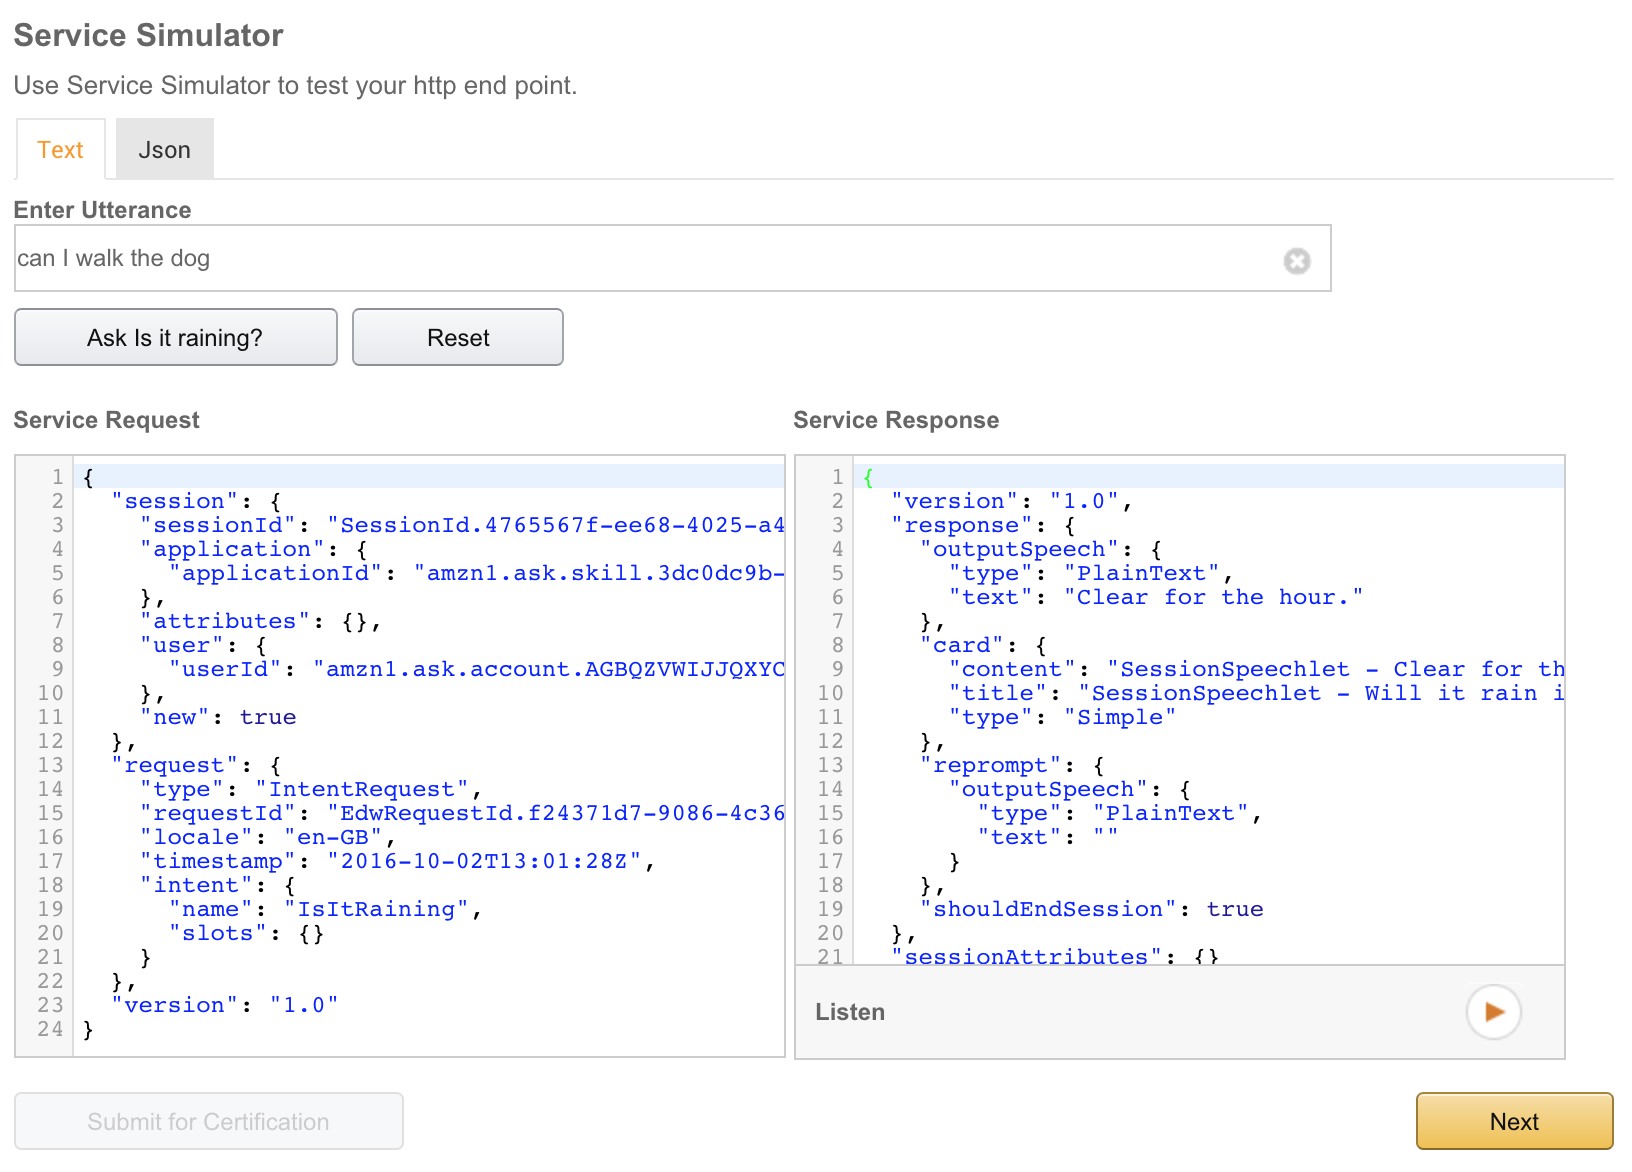 Service Simulator
Use Service Simulator to test your http end point.
Text
Json
Enter Utterance
can I walk the dog
Ask Is it raining?
Reset
Service Request
1 {
2 "session": {
3 "sessionId": "SessionId.4765567f-ee68-4025-a4
4 "application": {
5 "applicationId": "amzn1.ask.skill.3dc0dc9b-
6 },
7 "attributes": {},
8 "user": {
9 "userId": "amzn1.ask.account.AGBQZVWIJJQXYC
10 },
11 "new": true
12 },
13 "request": {
14 "type": "IntentRequest",
15 "requestId": "EdwRequestId.f24371d7-9086-4c36
16 "locale": "en-GB",
17 "timestamp": "2016-10-02T13:01:28Z",
18 "intent": {
19 "name": "IsItRaining",
20 "slots": {}
21 }
22 },
23 "version": "1.0"
24 }
Service Response
1 {
2 "version": "1.0",
3 "response": {
4 "outputSpeech": {
5 "type": "PlainText",
6 "text": "Clear for the hour."
7 },
8 "card": {
9 "content": "SessionSpeechlet - Clear for th
10 "title": "SessionSpeechlet - Will it rain i
11 "type": "Simple"
12 },
13 "reprompt": {
14 "outputSpeech": {
15 "type": "PlainText",
16 "text": ""
17 }
18 },
19 "shouldEndSession": true
20 },
21 "sessionAttributes": {}
Listen
Submit for Certification
Next